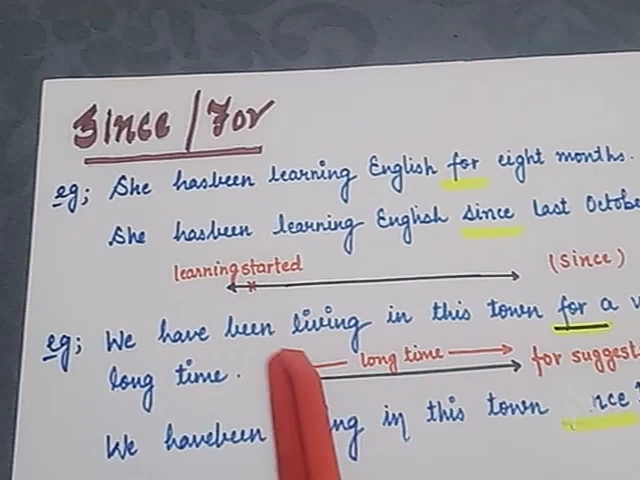 Since / For
eg; She hasbeen learning English for eight months.
She hasbeen learning English since last Octobe
learning started (since)
eg; We have been living in this town for a
long time. long time for suggest
We havebeen ng in this town nce